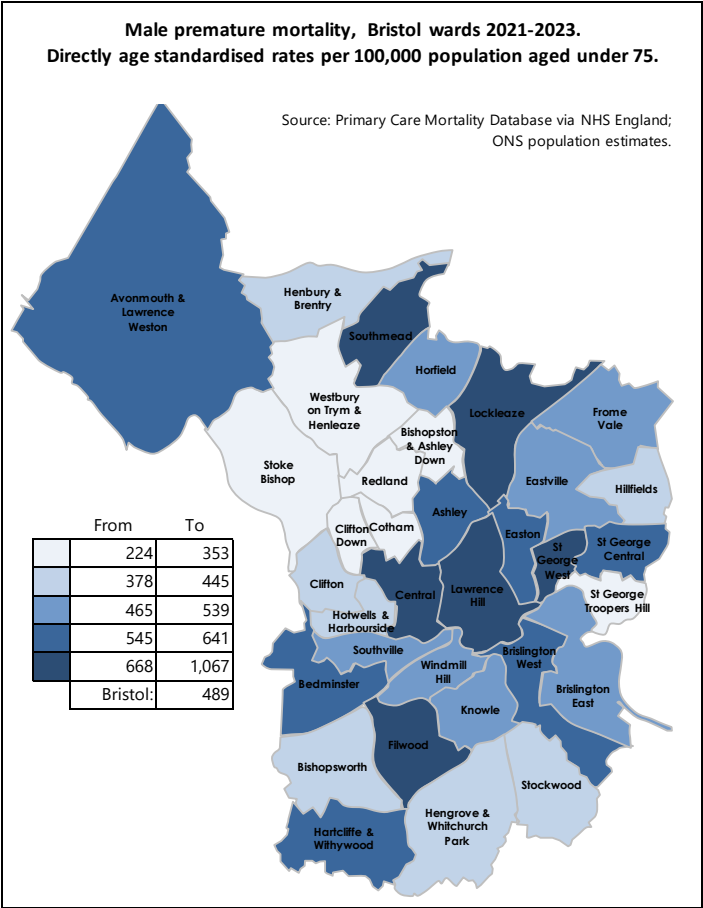 Male premature mortality, Bristol wards 2021-2023.
Directly age standardised rates per 100,000 population aged under 75.
Source: Primary Care Mortality Database via NHS England;
ONS population estimates.
Avonmouth &
Lawrence
Weston
Henbury &
Brentry
Southmead
Horfield
Westbury
on Trym &
Henleaze
Lockleaze
Frome
Vale
Bishopston
& Ashley
Down
Stoke
Bishop
Redland
Eastville
Hillfields
Ashley
Clifton
Down
Cotham
Easton
St
George
West
St George
Central
Clifton
Central
Lawrence
Hill
St George
Troopers Hill
Hotwells &
Harbourside
Southville
Windmill
Hill
Brislington
West
Bedminster
Brislington
East
Knowle
Filwood
Bishopsworth
Stockwood
Hengrove &
Whitchurch
Park
Hartcliffe &
Withywood
From To
224 353
378 445
465 539
545 641
668 1,067
Bristol: 489